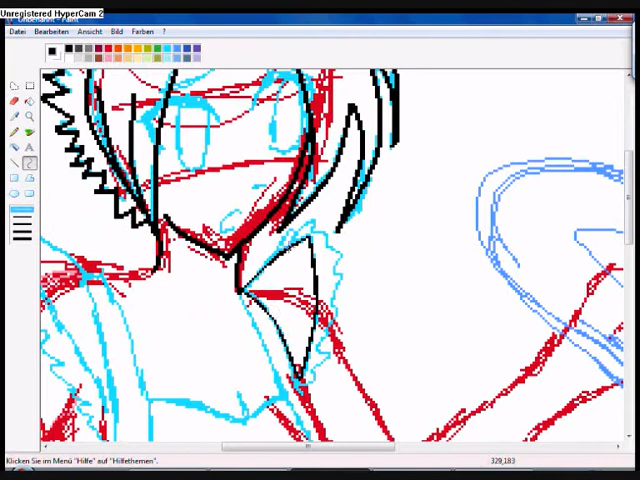 Unregistered HyperCam 2
Datei Bearbeiten Ansicht Bild Farben ?
Klicken Sie im Menü "Hilfe" auf "Hilfethemen".
329,183